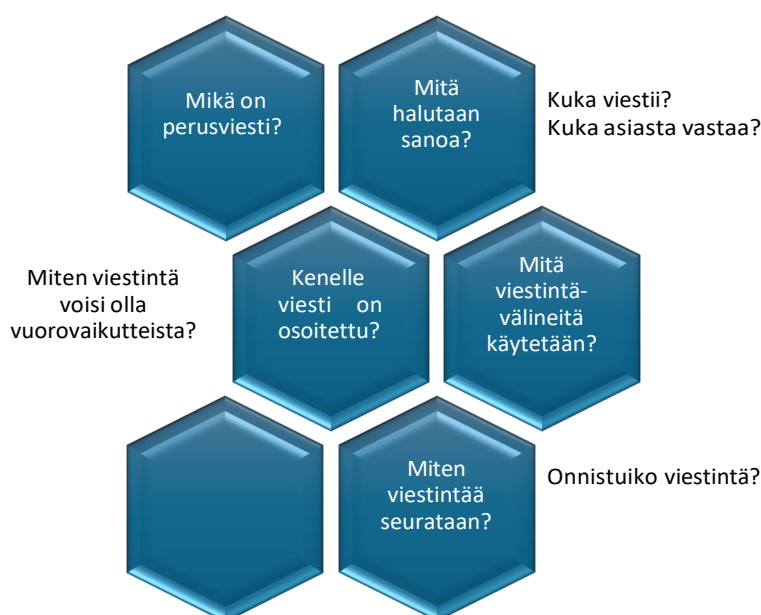 Mikä on
perusviesti?
Mitä
halutaan
sanoa?
Kuka viestii?
Kuka asiasta vastaa?
Miten viestintä
voisi olla
vuorovaikutteista?
Kenelle
viesti on
osoitettu?
Mitä
viestintä-
välineitä
käytetään?
Miten
viestintää
seurataan?
Onnistuiko viestintä?